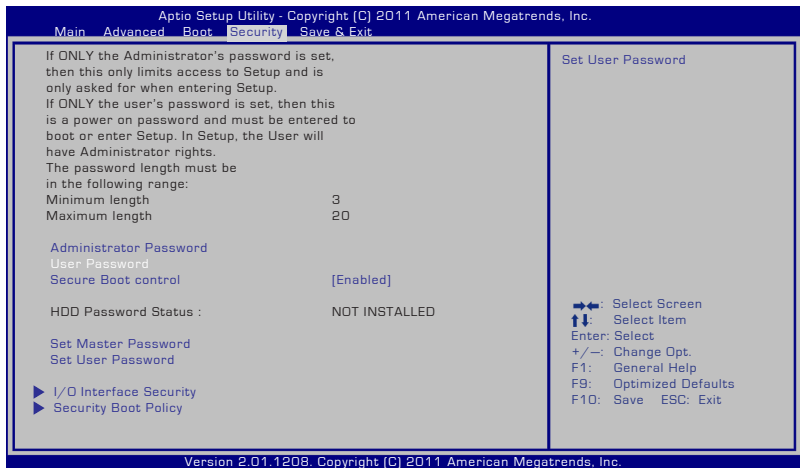 Aptio Setup Utility - Copyright (C) 2011 American Megatrends, Inc.
Main Advanced Boot Security Save & Exit
If ONLY the Administrator's password is set,
then this only limits access to Setup and is
only asked for when entering Setup.
If ONLY the user's password is set, then this
is a power on password and must be entered to
boot or enter Setup. In Setup, the User will
have Administrator rights.
The password length must be
in the following range:
Minimum length 3
Maximum length 20
Administrator Password
User Password
Secure Boot control [Enabled]
HDD Password Status : NOT INSTALLED
Set Master Password
Set User Password
I/O Interface Security
Security Boot Policy
Set User Password
→←: Select Screen
↑↓: Select Item
Enter: Select
+/—: Change Opt.
F1: General Help
F9: Optimized Defaults
F10: Save ESC: Exit
Version 2.01.1208. Copyright (C) 2011 American Megatrends, Inc.